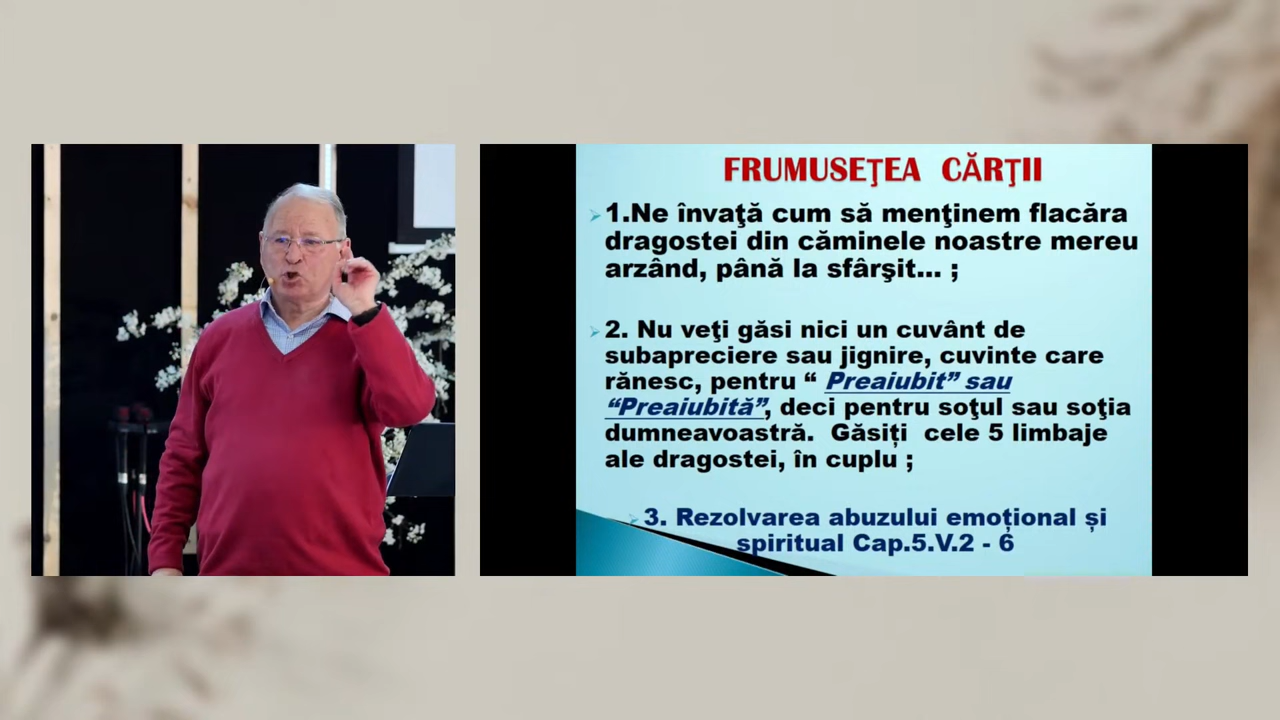 FRUMUSEŢEA CĂRŢII
1.Ne învaţă cum să menţinem flacăra
dragostei din căminele noastre mereu
arzând, până la sfârşit... ;
2. Nu veţi găsi nici un cuvânt de
subapreciere sau jignire, cuvinte care
rănesc, pentru “ Preaiubit” sau
“Preaiubită”, deci pentru soţul sau soţia
dumneavoastră. Găsiți cele 5 limbaje
ale dragostei, în cuplu ;
3. Rezolvarea abuzului emoțional și
spiritual Cap.5.V.2 - 6